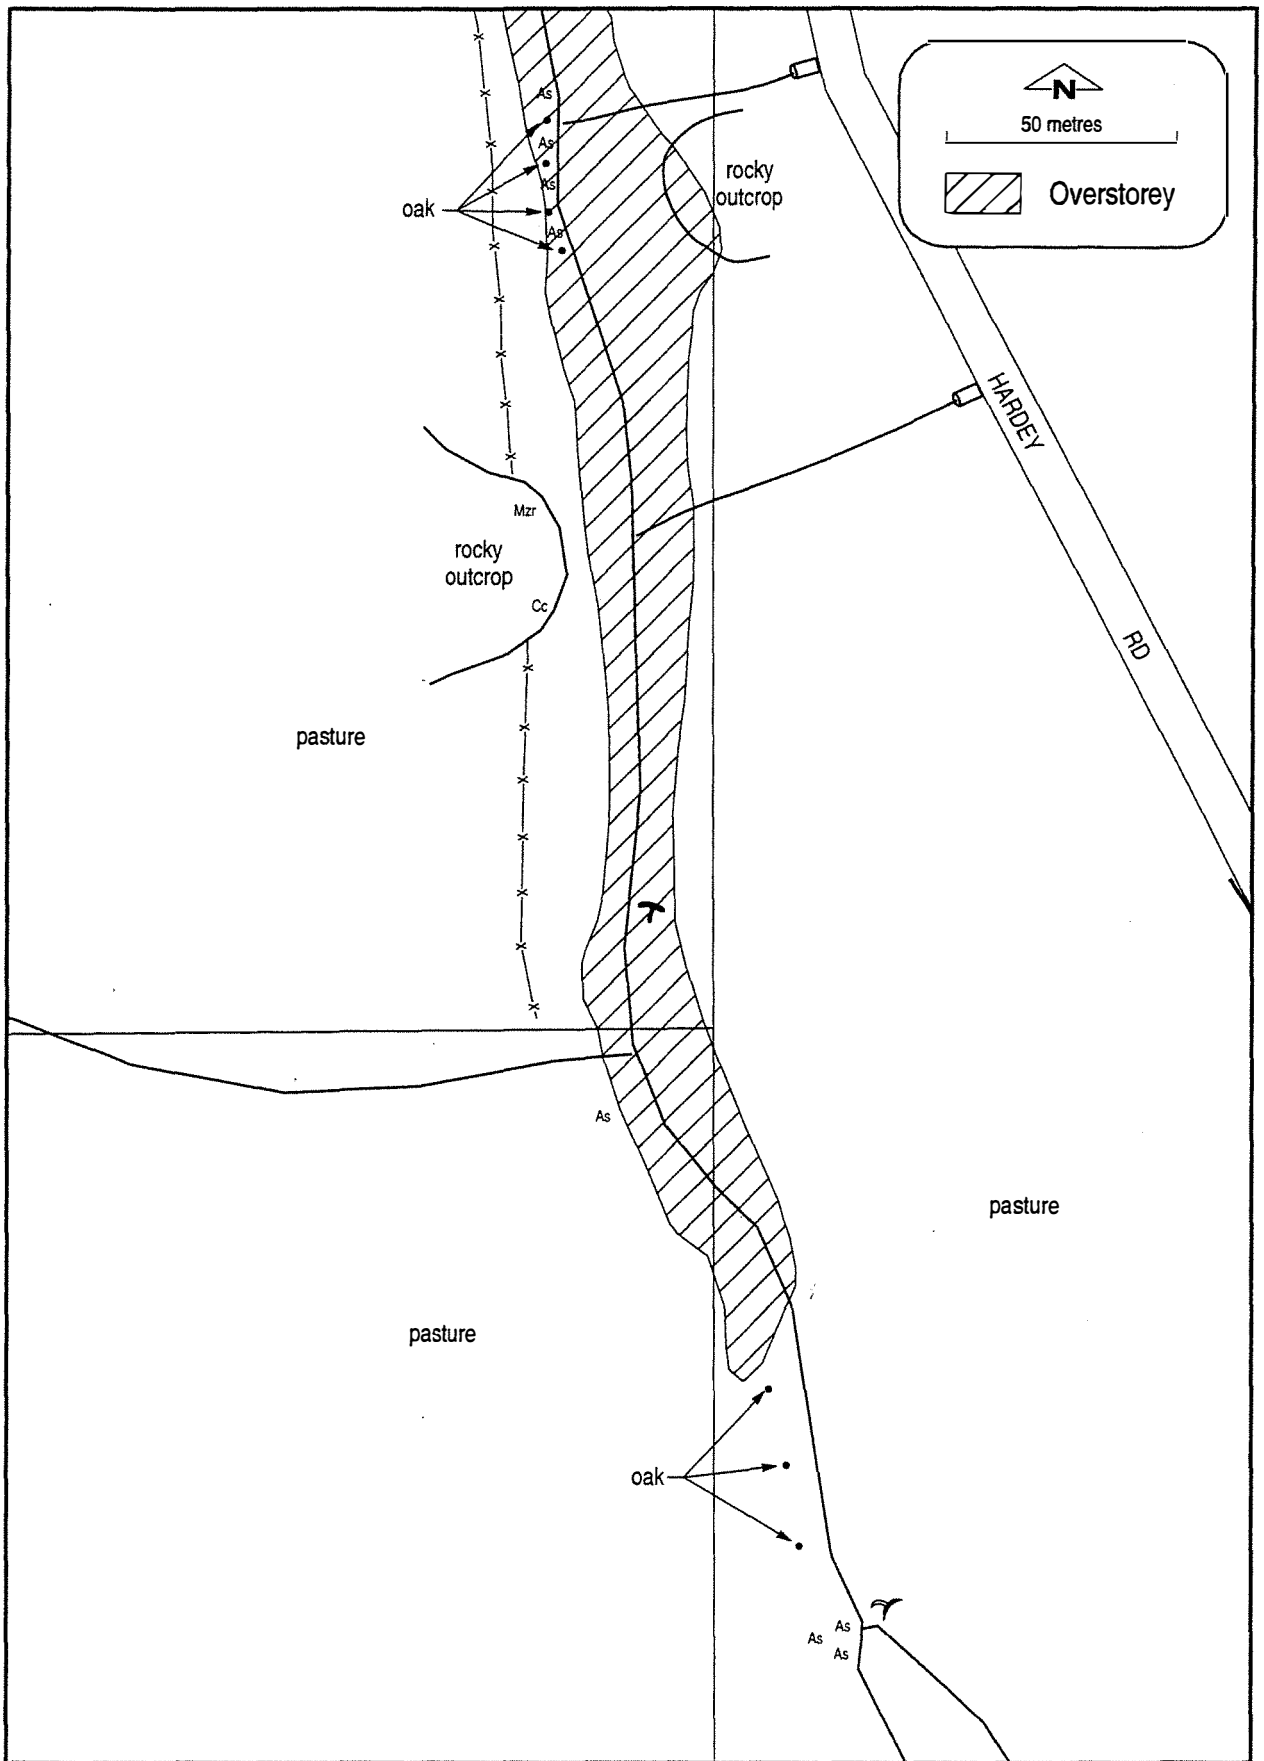 N
50 metres
Overstorey
As
As
As
As
oak
rocky
outcrop
HARDEY
RD
Mzr
rocky
outcrop
Cc
pasture
As
pasture
pasture
oak
As
As
As